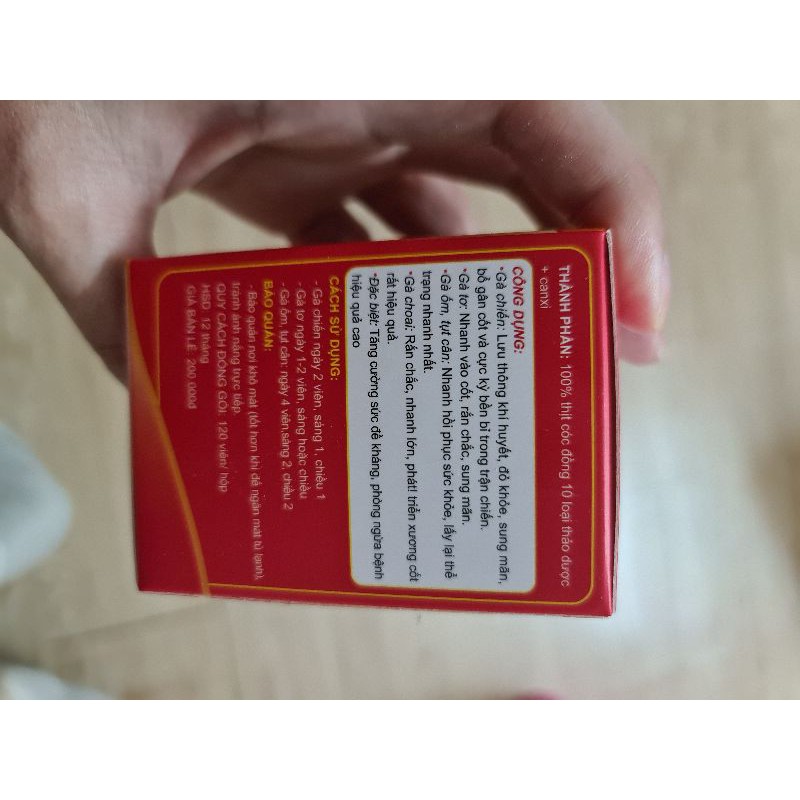 THÀNH PHẦN: 100% thịt cóc đồng 10 loại thảo dược
+ canxi
CÔNG DỤNG:
•Gà chiến: Lưu thông khí huyết, đỏ khỏe, sung mãn,
bổ gân cốt và cực kỳ bền bỉ trong trận chiến.
•Gà tơ: Nhanh vào cốt, rắn chắc, sung mãn.
•Gà ốm, tụt cân: Nhanh hồi phục sức khỏe, lấy lại thể
trạng nhanh nhất.
•Gà choai: Rắn chắc, nhanh lớn, phát! triển xương cốt
rất hiệu quả.
•Đặc biệt: Tăng cường sức đề kháng, phòng ngừa bệnh
hiệu quả cao
CÁCH SỬ DỤNG:
- Gà chiến ngày 2 viên, sáng 1, chiều 1
- Gà tơ ngày 1-2 viên, sáng hoặc chiều
- Gà ốm, tụt cân: ngày 4 viên,sáng 2, chiều 2
BẢO QUẢN:
- Bảo quản nơi khô mát (tốt hơn khi để ngăn mát tủ lạnh),
tránh ánh nắng trực tiếp
QUY CÁCH ĐÓNG GÓI: 120 viên/ hộp
HSD: 12 tháng
GIÁ BÁN LẺ: 200.000đ